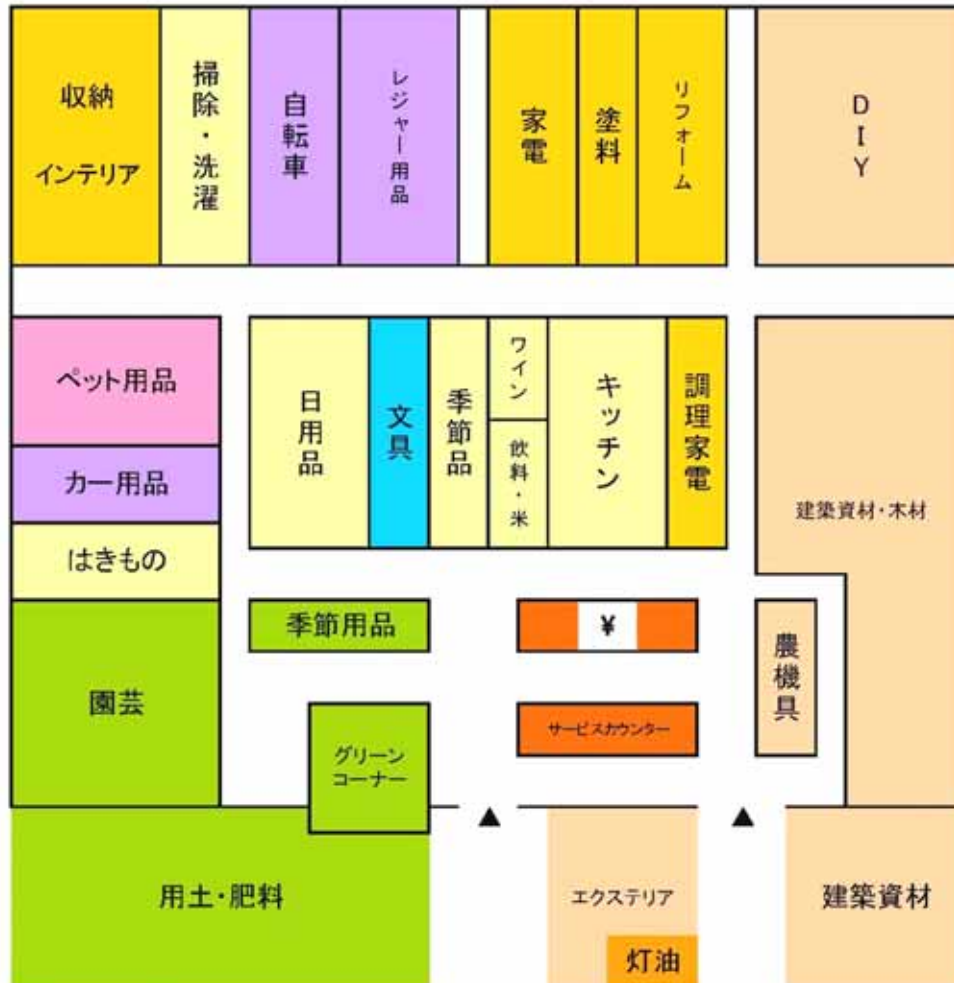 収納
インテリア
掃除・洗濯
自転車
レジャー用品
家電
塗料
リフォーム
DIY
ペット用品
カー用品
はきもの
園芸
日用品
文具
季節品
ワイン
飲料・米
キッチン
調理家電
建築資材・木材
季節用品
¥
農機具
グリーン
コーナー
サービスカウンター
用土・肥料
エクステリア
灯油
建築資材